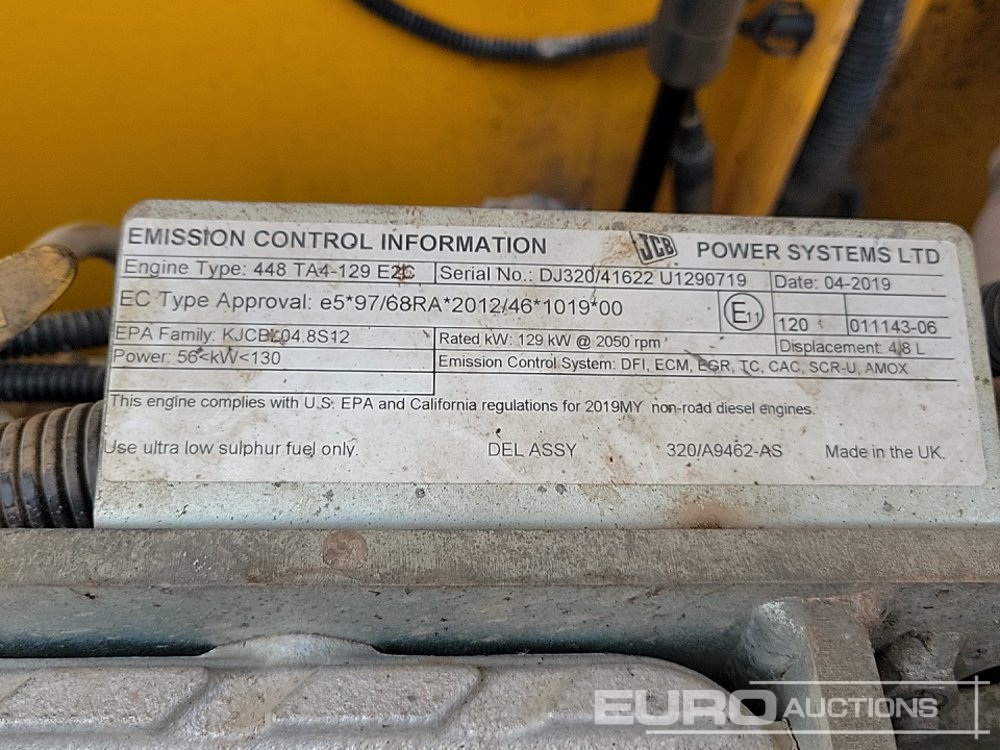 EMISSION CONTROL INFORMATION JCB POWER SYSTEMS LTD
Engine Type: 448 TA4-129 E2C Serial No.: DJ320/41622 U1290719 Date: 04-2019
EC Type Approval: e5*97/68RA*2012/46*1019*00 E11 120 011143-06
EPA Family: KJCBL04.8S12 Rated kW: 129 kW @ 2050 rpm Displacement: 4.8 L
Power: 56<kW<130 Emission Control System: DFI, ECM, EGR, TC, CAC, SCR-U, AMOX
This engine complies with U.S. EPA and California regulations for 2019MY non-road diesel engines.
Use ultra low sulphur fuel only. DEL ASSY 320/A9462-AS Made in the UK.
EURO AUCTIONS